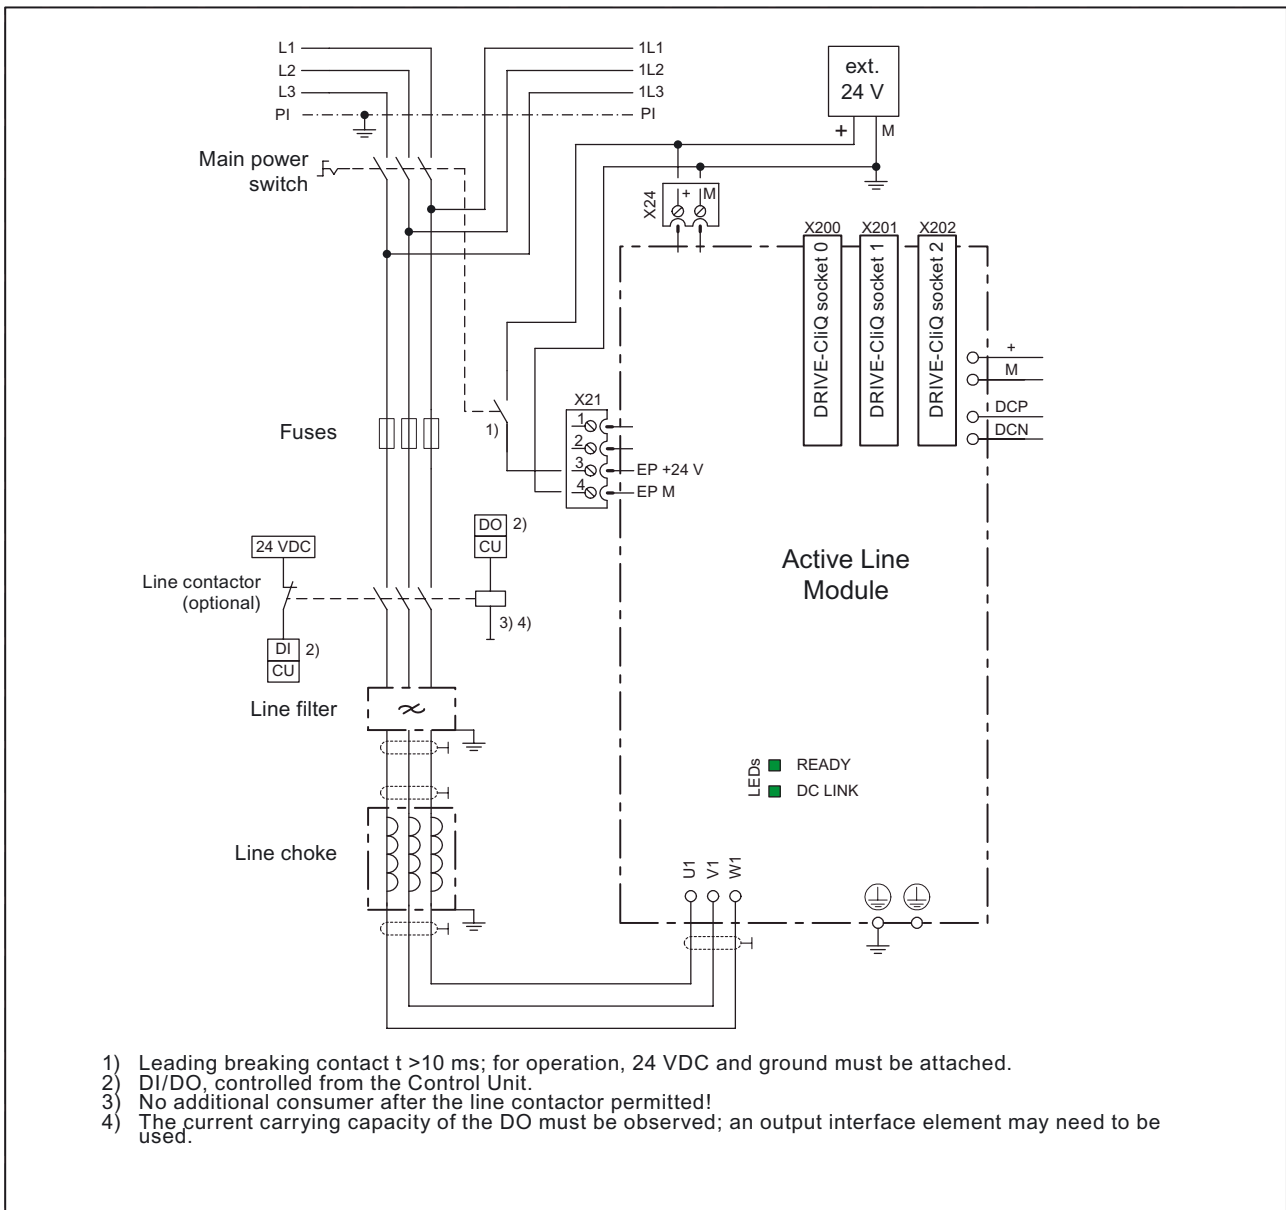 L1
1L1
L2
1L2
L3
1L3
PI
PI
ext.
24 V
+
M
Main power
switch
X24
+
M
X200
X201
X202
DRIVE-CliQ socket 0
DRIVE-CliQ socket 1
DRIVE-CliQ socket 2
+
M
DCP
DCN
1)
X21
1
2
3
4
EP +24 V
EP M
Fuses
24 VDC
DO
2)
CU
Line contactor
(optional)
3) 4)
DI
2)
CU
Active Line
Module
Line filter
LEDs
READY
DC LINK
Line choke
U1
V1
W1
1) Leading breaking contact t >10 ms; for operation, 24 VDC and ground must be attached.
2) DI/DO, controlled from the Control Unit.
3) No additional consumer after the line contactor permitted!
4) The current carrying capacity of the DO must be observed; an output interface element may need to be
used.